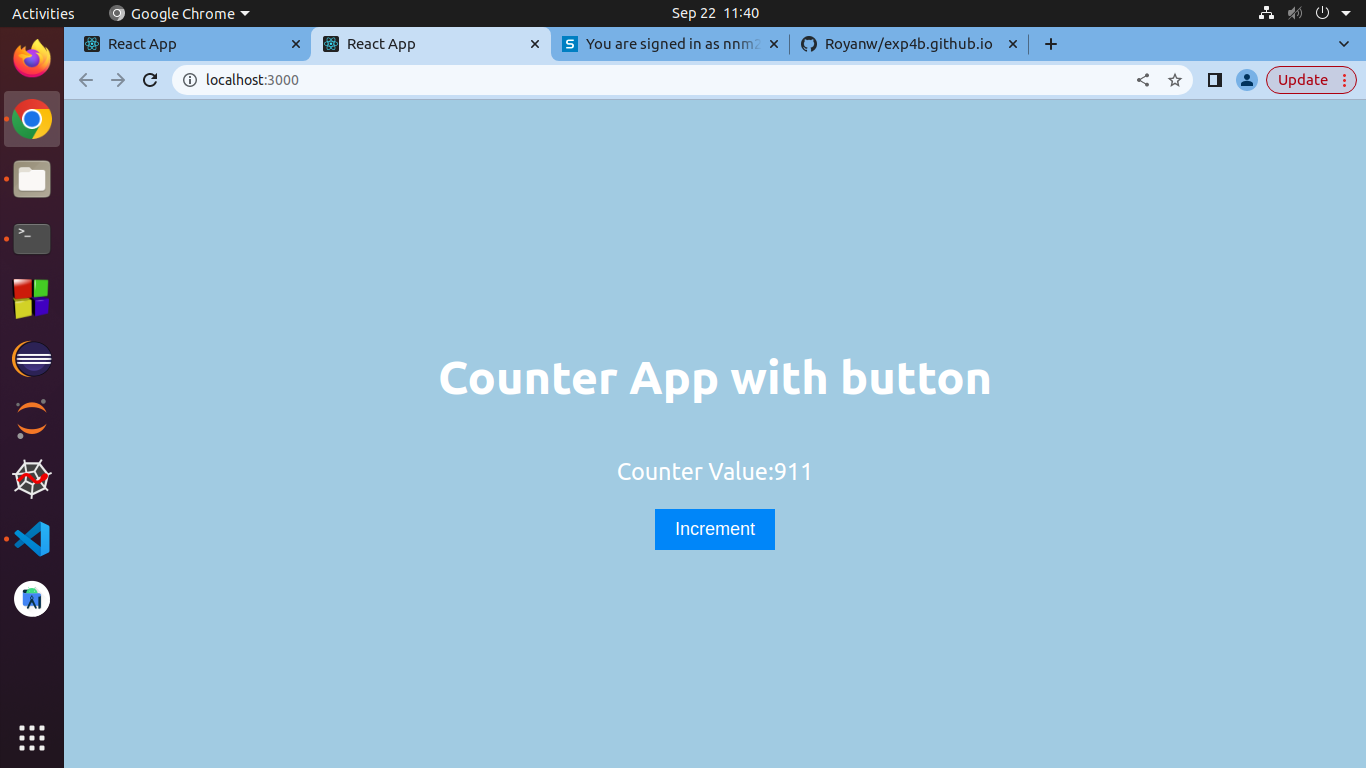 Activities Google Chrome Sep 22 11:40
React App React App You are signed in as nnm2 Royanw/exp4b.github.io
localhost:3000 Update
Counter App with button
Counter Value:911
Increment